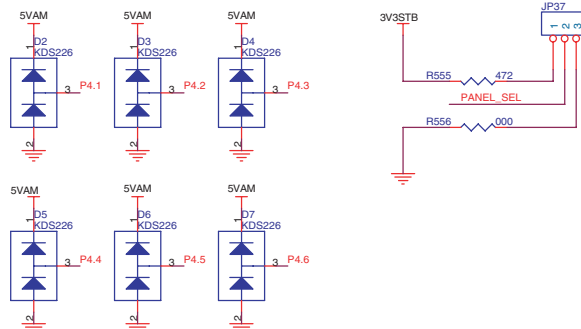 5VAM 5VAM 5VAM 3V3STB JP37
D2 D3 D4
KDS226 KDS226 KDS226
1 1 1 1 2 3
R555 472
3 P4.1 3 P4.2 3 P4.3
PANEL_SEL
R556 000
2 2 2
5VAM 5VAM 5VAM
D5 D6 D7
KDS226 KDS226 KDS226
1 1 1
3 P4.4 3 P4.5 3 P4.6
2 2 2